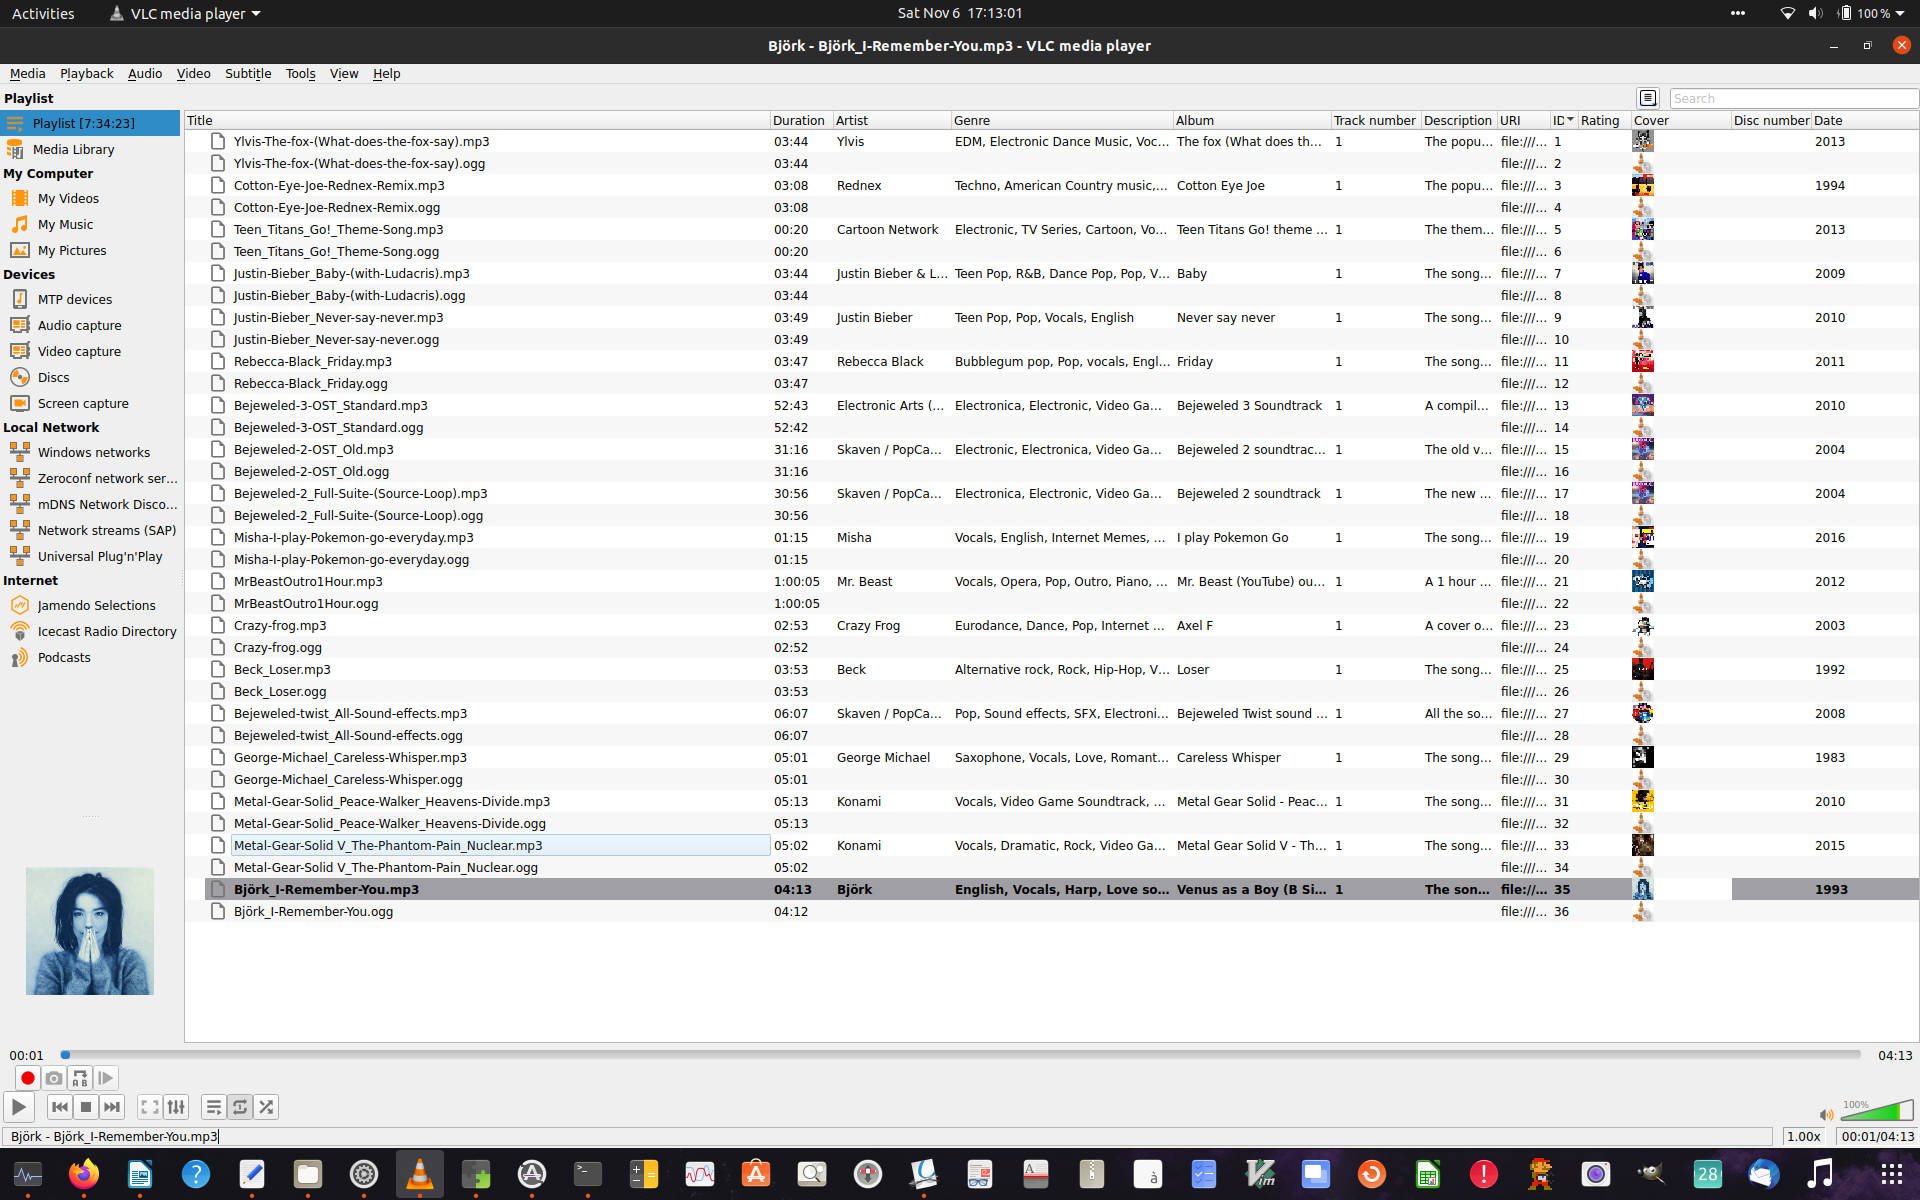 Activities VLC media player Sat Nov 6 17:13:01 100 %
Björk - Björk_I-Remember-You.mp3 - VLC media player
Media Playback Audio Video Subtitle Tools View Help
Playlist
Playlist [7:34:23]
Media Library
My Computer
My Videos
My Music
My Pictures
Devices
MTP devices
Audio capture
Video capture
Discs
Screen capture
Local Network
Windows networks
Zeroconf network ser...
mDNS Network Disco...
Network streams (SAP)
Universal Plug'n'Play
Internet
Jamendo Selections
Icecast Radio Directory
Podcasts
Search
Title Duration Artist Genre Album Track number Description URI ID Rating Cover Disc number Date
Ylvis-The-fox-(What-does-the-fox-say).mp3 03:44 Ylvis EDM, Electronic Dance Music, Voc... The fox (What does th... 1 The popu... file:///... 1 2013
Ylvis-The-fox-(What-does-the-fox-say).ogg 03:44 file:///... 2
Cotton-Eye-Joe-Rednex-Remix.mp3 03:08 Rednex Techno, American Country music,... Cotton Eye Joe 1 The popu... file:///... 3 1994
Cotton-Eye-Joe-Rednex-Remix.ogg 03:08 file:///... 4
Teen_Titans_Go!_Theme-Song.mp3 00:20 Cartoon Network Electronic, TV Series, Cartoon, Vo... Teen Titans Go! theme ... 1 The them... file:///... 5 2013
Teen_Titans_Go!_Theme-Song.ogg 00:20 file:///... 6
Justin-Bieber_Baby-(with-Ludacris).mp3 03:44 Justin Bieber & L... Teen Pop, R&B, Dance Pop, Pop, V... Baby 1 The song... file:///... 7 2009
Justin-Bieber_Baby-(with-Ludacris).ogg 03:44 file:///... 8
Justin-Bieber_Never-say-never.mp3 03:49 Justin Bieber Teen Pop, Pop, Vocals, English Never say never 1 The song... file:///... 9 2010
Justin-Bieber_Never-say-never.ogg 03:49 file:///... 10
Rebecca-Black_Friday.mp3 03:47 Rebecca Black Bubblegum pop, Pop, vocals, Engl... Friday 1 The song... file:///... 11 2011
Rebecca-Black_Friday.ogg 03:47 file:///... 12
Bejeweled-3-OST_Standard.mp3 52:43 Electronic Arts (... Electronica, Electronic, Video Ga... Bejeweled 3 Soundtrack 1 A compil... file:///... 13 2010
Bejeweled-3-OST_Standard.ogg 52:42 file:///... 14
Bejeweled-2-OST_Old.mp3 31:16 Skaven / PopCa... Electronic, Electronica, Video Ga... Bejeweled 2 soundtrac... 1 The old v... file:///... 15 2004
Bejeweled-2-OST_Old.ogg 31:16 file:///... 16
Bejeweled-2_Full-Suite-(Source-Loop).mp3 30:56 Skaven / PopCa... Electronica, Electronic, Video Ga... Bejeweled 2 soundtrack 1 The new ... file:///... 17 2004
Bejeweled-2_Full-Suite-(Source-Loop).ogg 30:56 file:///... 18
Misha-I-play-Pokemon-go-everyday.mp3 01:15 Misha Vocals, English, Internet Memes, ... I play Pokemon Go 1 The song... file:///... 19 2016
Misha-I-play-Pokemon-go-everyday.ogg 01:15 file:///... 20
MrBeastOutro1Hour.mp3 1:00:05 Mr. Beast Vocals, Opera, Pop, Outro, Piano, ... Mr. Beast (YouTube) ou... 1 A 1 hour ... file:///... 21 2012
MrBeastOutro1Hour.ogg 1:00:05 file:///... 22
Crazy-frog.mp3 02:53 Crazy Frog Eurodance, Dance, Pop, Internet ... Axel F 1 A cover o... file:///... 23 2003
Crazy-frog.ogg 02:52 file:///... 24
Beck_Loser.mp3 03:53 Beck Alternative rock, Rock, Hip-Hop, V... Loser 1 The song... file:///... 25 1992
Beck_Loser.ogg 03:53 file:///... 26
Bejeweled-twist_All-Sound-effects.mp3 06:07 Skaven / PopCa... Pop, Sound effects, SFX, Electroni... Bejeweled Twist sound ... 1 All the so... file:///... 27 2008
Bejeweled-twist_All-Sound-effects.ogg 06:07 file:///... 28
George-Michael_Careless-Whisper.mp3 05:01 George Michael Saxophone, Vocals, Love, Romant... Careless Whisper 1 The song... file:///... 29 1983
George-Michael_Careless-Whisper.ogg 05:01 file:///... 30
Metal-Gear-Solid_Peace-Walker_Heavens-Divide.mp3 05:13 Konami Vocals, Video Game Soundtrack, ... Metal Gear Solid - Peac... 1 The song... file:///... 31 2010
Metal-Gear-Solid_Peace-Walker_Heavens-Divide.ogg 05:13 file:///... 32
Metal-Gear-Solid V_The-Phantom-Pain_Nuclear.mp3 05:02 Konami Vocals, Dramatic, Rock, Video Ga... Metal Gear Solid V - Th... 1 The song... file:///... 33 2015
Metal-Gear-Solid V_The-Phantom-Pain_Nuclear.ogg 05:02 file:///... 34
Björk_I-Remember-You.mp3 04:13 Björk English, Vocals, Harp, Love so... Venus as a Boy (B Si... 1 The son... file://... 35 1993
Björk_I-Remember-You.ogg 04:12 file:///... 36
00:01 04:13
A B
100%
Björk - Björk_I-Remember-You.mp3 1.00x 00:01/04:13
28